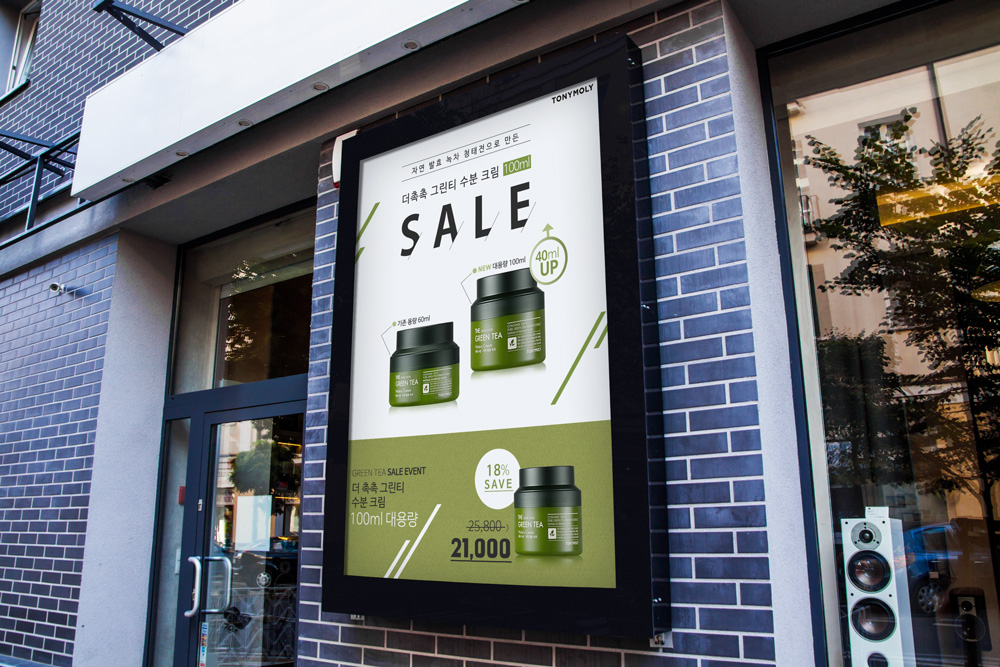 TONYMOLY
자연 발효 녹차 청태전으로 만든
더촉촉 그린티 수분 크림 100ml
SALE
40ml
UP
NEW 대용량 100ml
기존 용량 60ml
THE
GREEN TEA
THE
GREEN TEA
GREEN TEA SALE EVENT
더 촉촉 그린티
수분 크림
100ml 대용량
18%
SAVE
25,800
21,000
THE
GREEN TEA